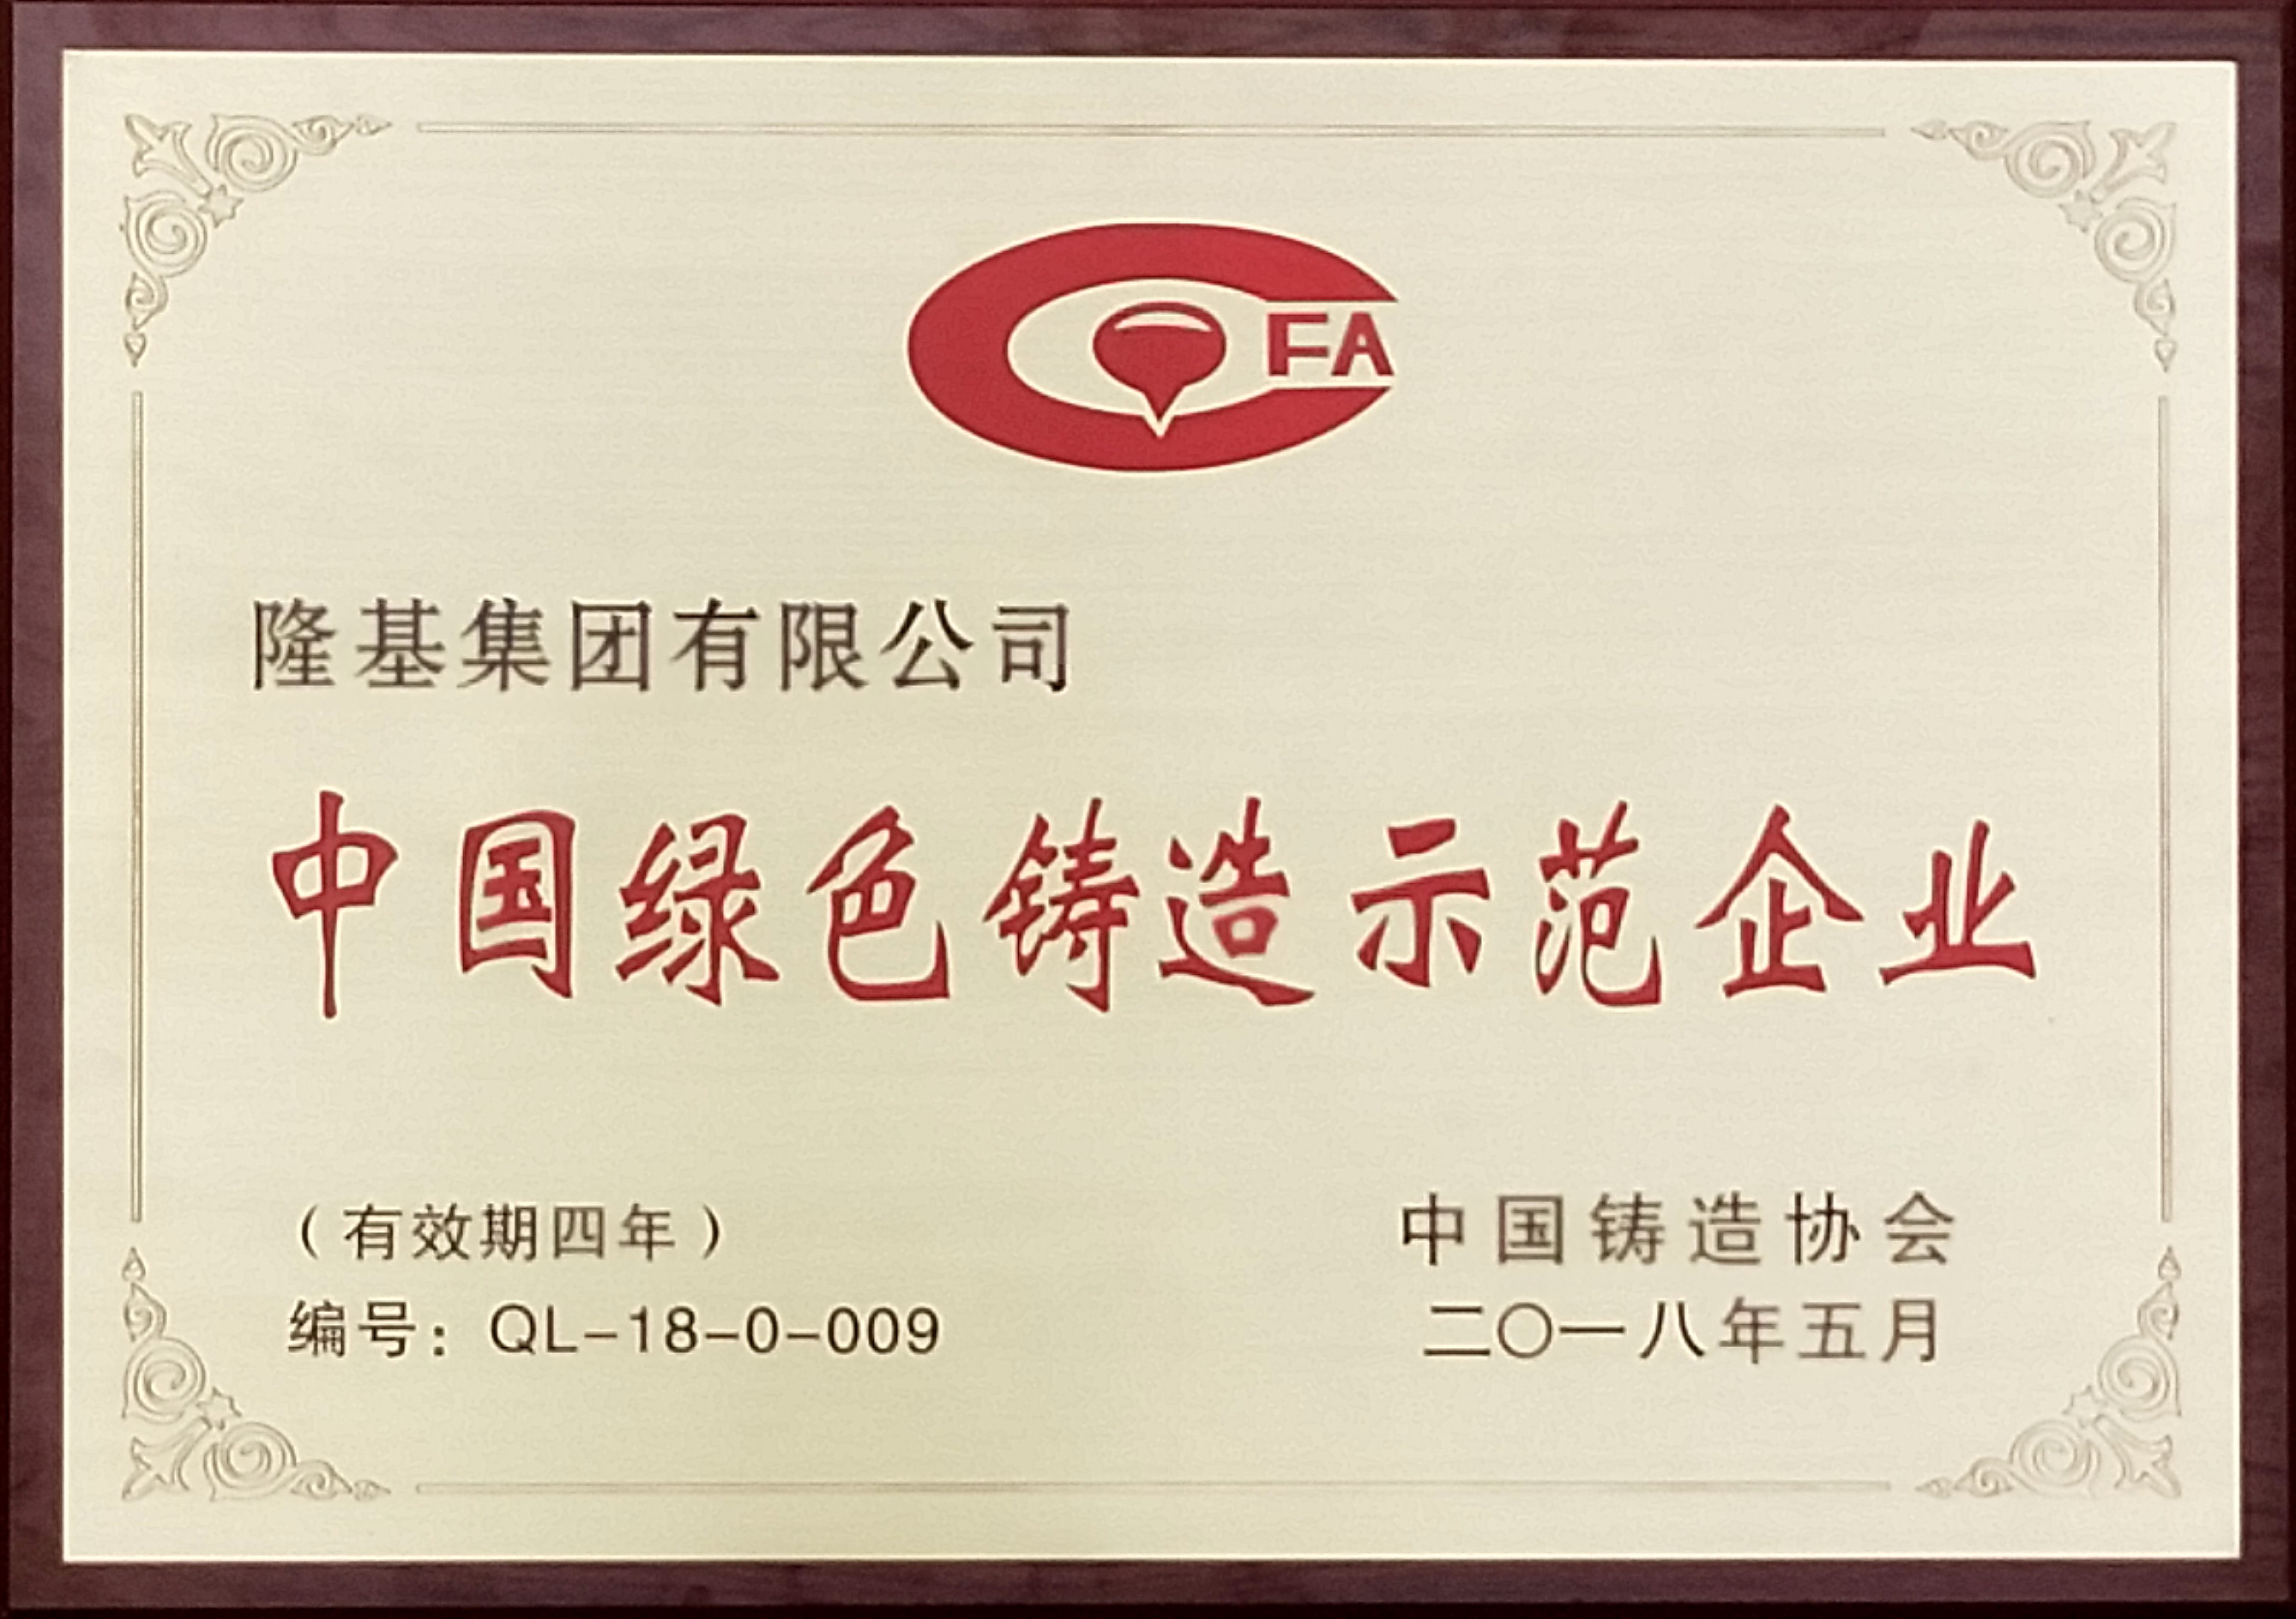 CFA
隆基集团有限公司
中国绿色铸造示范企业
（有效期四年）
编号：QL-18-0-009
中国铸造协会
二〇一八年五月